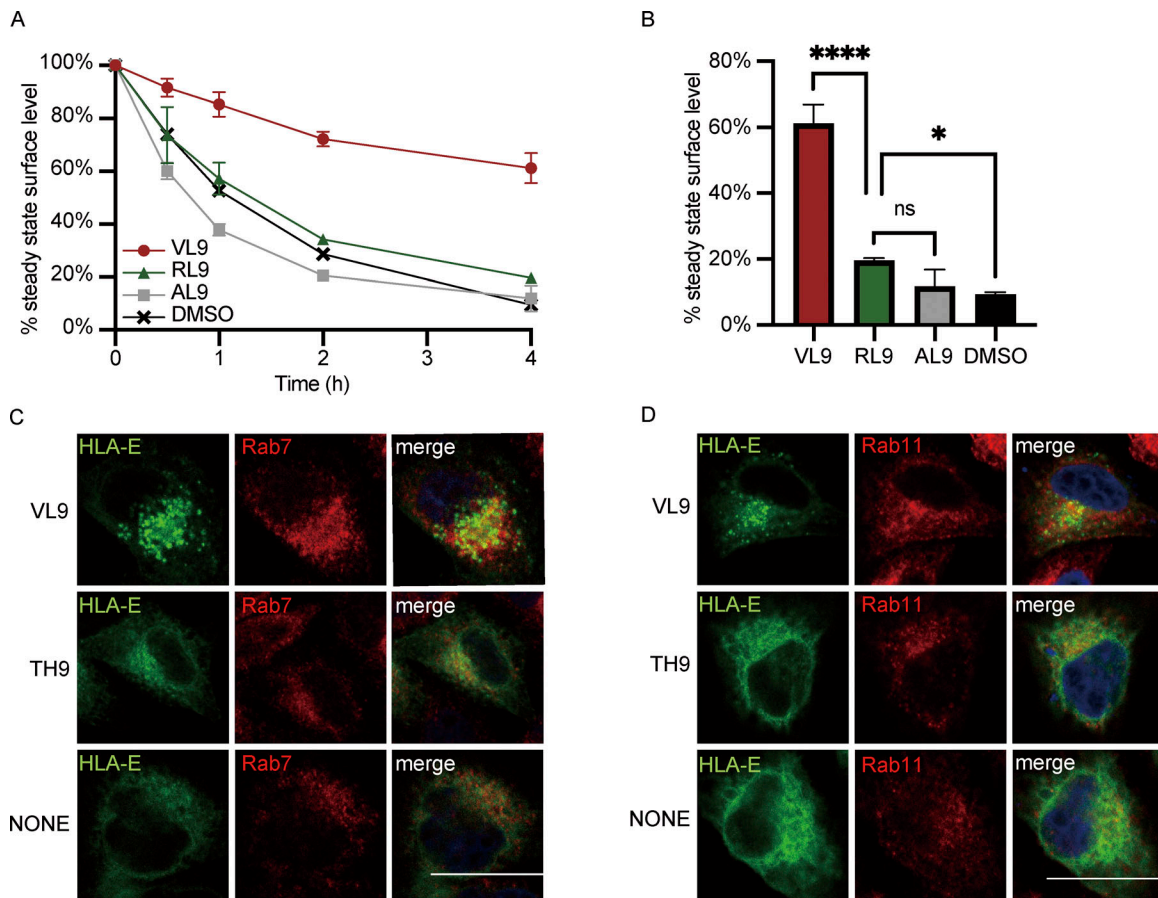 A
% steady state surface level
100%
80%
60%
40%
20%
0%
VL9
RL9
AL9
DMSO
0 1 2 3 4
Time (h)
B
% steady state surface level
80%
60%
40%
20%
0%
****
*
ns
VL9 RL9 AL9 DMSO
C
HLA-E Rab7 merge
VL9
HLA-E Rab7 merge
TH9
HLA-E Rab7 merge
NONE
D
HLA-E Rab11 merge
VL9
HLA-E Rab11 merge
TH9
HLA-E Rab11 merge
NONE